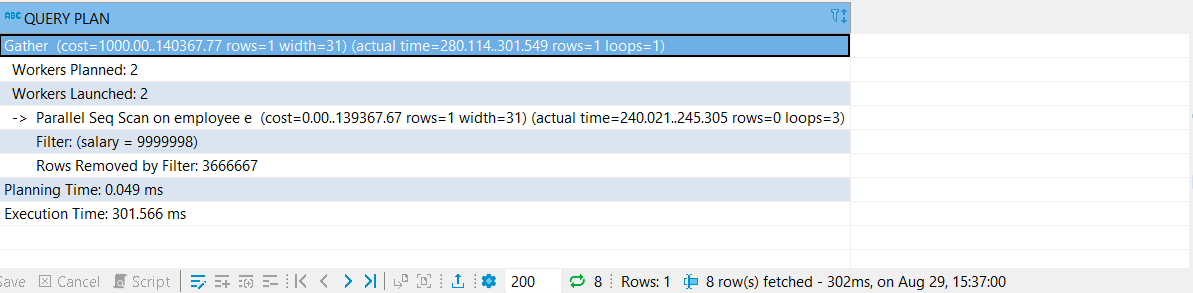 ABC QUERY PLAN
Gather (cost=1000.00..140367.77 rows=1 width=31) (actual time=280.114..301.549 rows=1 loops=1)
Workers Planned: 2
Workers Launched: 2
-> Parallel Seq Scan on employee e (cost=0.00..139367.67 rows=1 width=31) (actual time=240.021..245.305 rows=0 loops=3)
Filter: (salary = 9999998)
Rows Removed by Filter: 3666667
Planning Time: 0.049 ms
Execution Time: 301.566 ms
Save Cancel Script 200 8 Rows: 1 8 row(s) fetched - 302ms, on Aug 29, 15:37:00